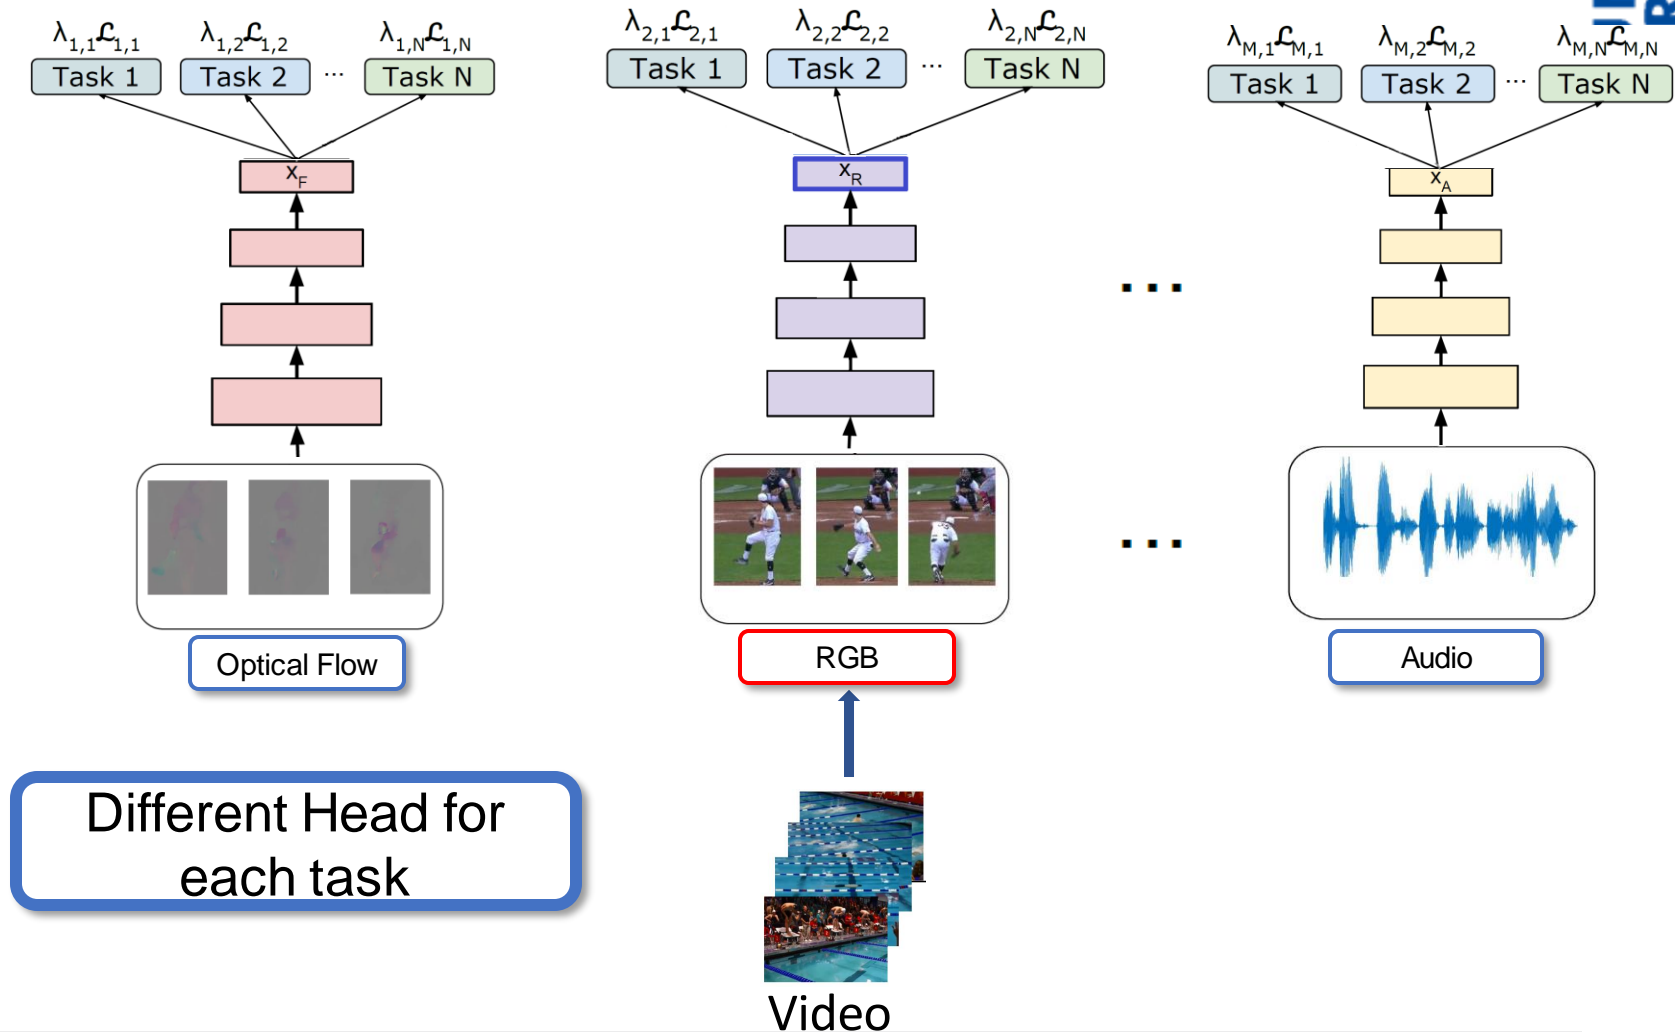 λ1,1ℒ1,1 λ1,2ℒ1,2 λ1,Nℒ1,N
Task 1 Task 2 ... Task N
xF
λ2,1ℒ2,1 λ2,2ℒ2,2 λ2,Nℒ2,N
Task 1 Task 2 ... Task N
xR
λM,1ℒM,1 λM,2ℒM,2 λM,NℒM,N
Task 1 Task 2 ... Task N
xA
...
...
Optical Flow
RGB
Audio
Different Head for
each task
Video